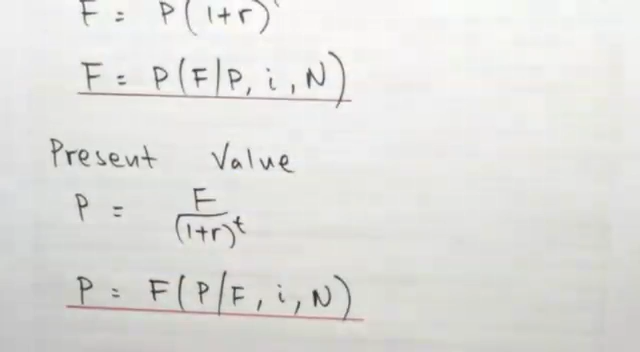 F = P(1+r)
F = P(F|P, i, N)
Present Value
P = F/(1+r)^t
P = F(P/F, i, N)